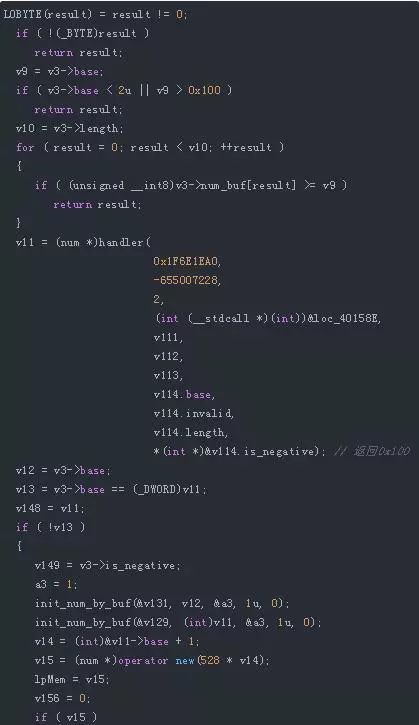 LOBYTE(result) = result != 0;
if ( !(_BYTE)result )
return result;
v9 = v3->base;
if ( v3->base < 2u || v9 > 0x100 )
return result;
v10 = v3->length;
for ( result = 0; result < v10; ++result )
{
if ( (unsigned __int8)v3->num_buf[result] >= v9 )
return result;
}
v11 = (num *)handler(
0x1F6E1EA0,
-655007228,
2,
(int (__stdcall *)(int))&loc_40158E,
v111,
v112,
v113,
v114.base,
v114.invalid,
v114.length,
*(int *)&v114.is_negative); // 返回0x100
v12 = v3->base;
v13 = v3->base == (_DWORD)v11;
v148 = v11;
if ( !v13 )
{
v149 = v3->is_negative;
a3 = 1;
init_num_by_buf(&v131, v12, &a3, 1u, 0);
init_num_by_buf(&v129, (int)v11, &a3, 1u, 0);
v14 = (int)&v11->base + 1;
v15 = (num *)operator new(528 * v14);
lpMem = v15;
v156 = 0;
if ( v15 )